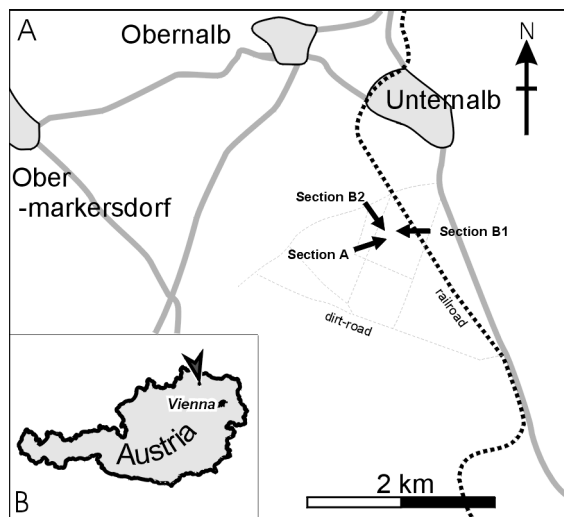 A
Obernalb
N
Unternalb
Ober
-markersdorf
Section B2
Section B1
Section A
railroad
dirt-road
Vienna
Austria
B
2 km